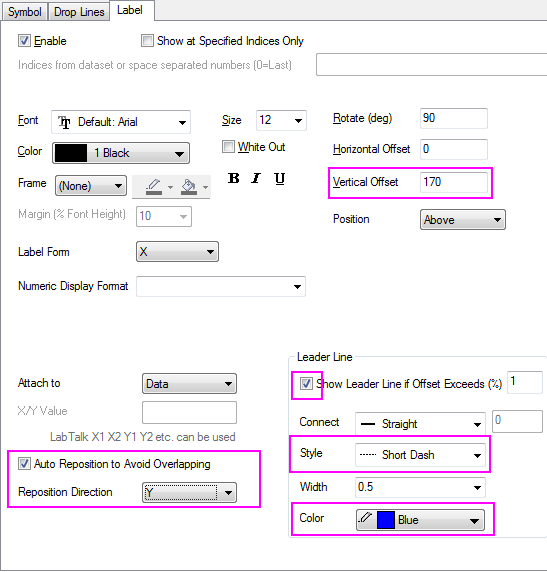 Symbol Drop Lines Label
Enable Show at Specified Indices Only
Indices from dataset or space separated numbers (0=Last)
Font Default: Arial Size 12 Rotate (deg) 90
Color 1 Black White Out Horizontal Offset 0
Frame (None) B I U Vertical Offset 170
Margin (% Font Height) 10 Position Above
Label Form X
Numeric Display Format
Leader Line
Attach to Data Show Leader Line if Offset Exceeds (%) 1
X/Y Value Connect Straight 0
LabTalk X1 X2 Y1 Y2 etc. can be used
Auto Reposition to Avoid Overlapping Style Short Dash
Reposition Direction Y Width 0.5
Color Blue